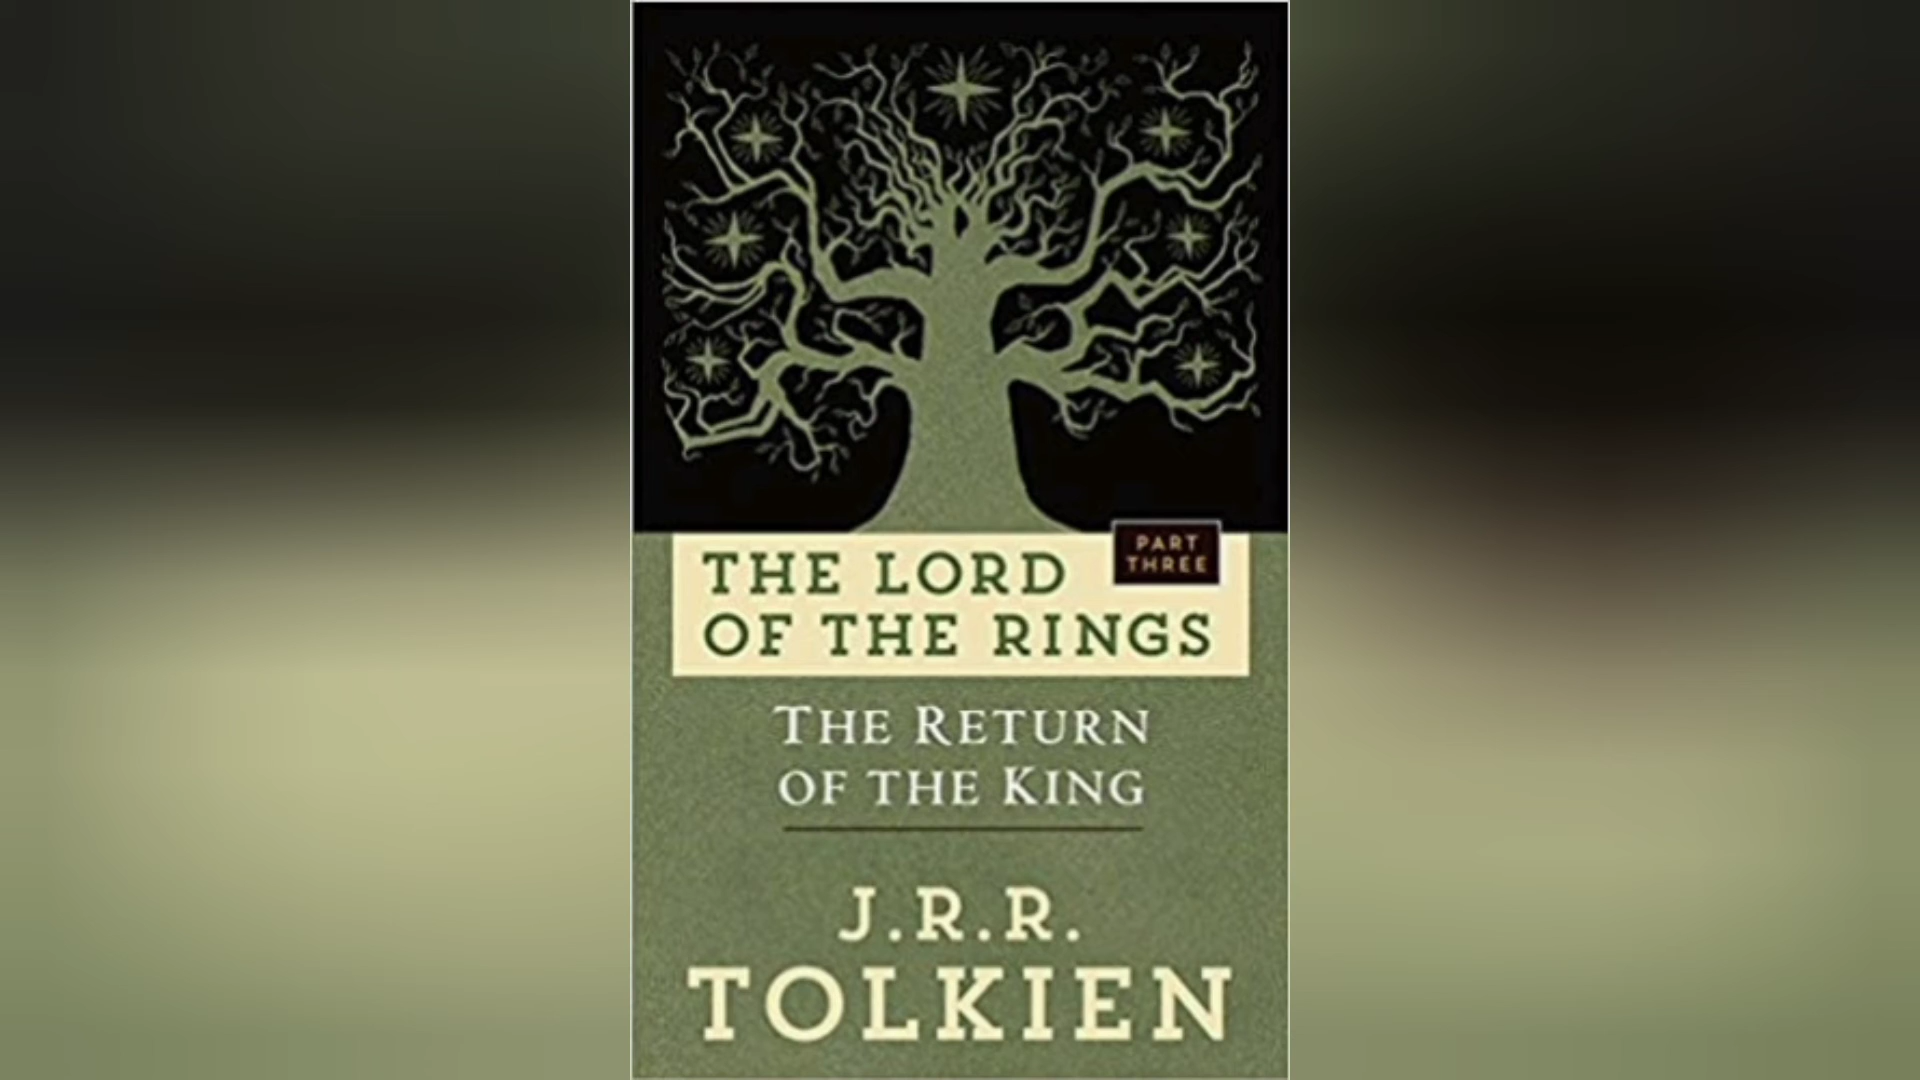 PART
THREE
THE LORD
OF THE RINGS
THE RETURN
OF THE KING
J.R.R.
TOLKIEN